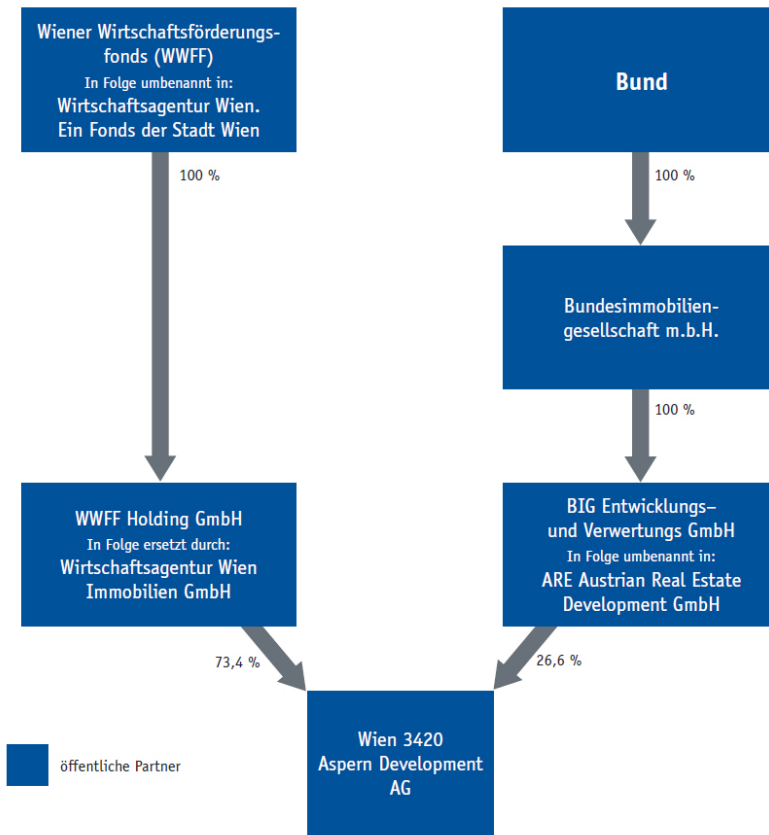 Wiener Wirtschaftsförderungs-
fonds (WWFF)
In Folge umbenannt in:
Wirtschaftsagentur Wien.
Ein Fonds der Stadt Wien
Bund
100 %
100 %
Bundesimmobilien-
gesellschaft m.b.H.
100 %
WWFF Holding GmbH
In Folge ersetzt durch:
Wirtschaftsagentur Wien
Immobilien GmbH
BIG Entwicklungs–
und Verwertungs GmbH
In Folge umbenannt in:
ARE Austrian Real Estate
Development GmbH
73,4 %
26,6 %
Wien 3420
Aspern Development
AG
öffentliche Partner